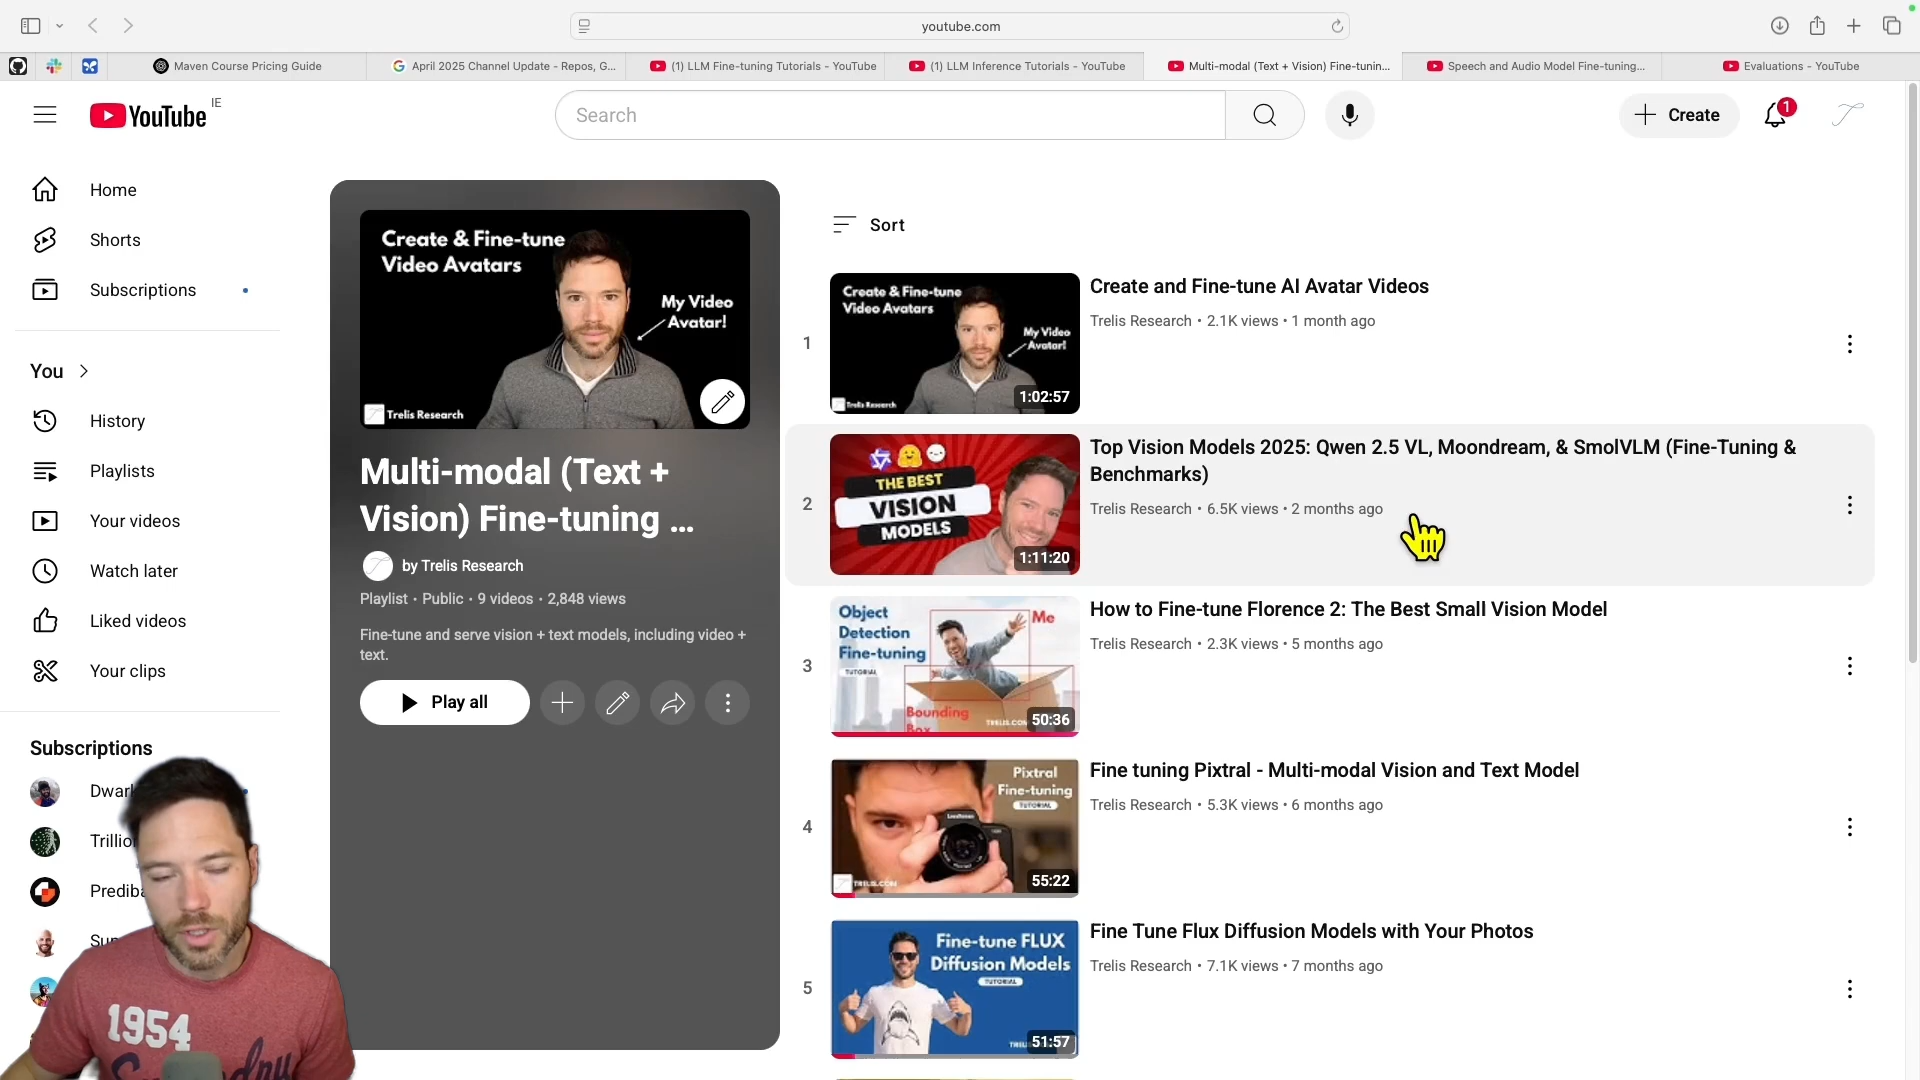 youtube.com
Maven Course Pricing Guide
April 2025 Channel Update - Repos, G...
(1) LLM Fine-tuning Tutorials - YouTube
(1) LLM Inference Tutorials - YouTube
Multi-modal (Text + Vision) Fine-tunin...
Speech and Audio Model Fine-tuning...
Evaluations - YouTube
YouTube IE
Search
Create
1
Home
Shorts
Subscriptions
You
History
Playlists
Your videos
Watch later
Liked videos
Your clips
Subscriptions
Create & Fine-tune
Video Avatars
My Video
Avatar!
Trelis Research
Multi-modal (Text +
Vision) Fine-tuning ...
by Trelis Research
Playlist • Public • 9 videos • 2,848 views
Fine-tune and serve vision + text models, including video +
text.
Play all
1954
Sort
1
Create & Fine-tune
Video Avatars
My Video
Avatar!
Trelis Research
1:02:57
Create and Fine-tune AI Avatar Videos
Trelis Research • 2.1K views • 1 month ago
2
THE BEST
VISION
MODELS
1:11:20
Top Vision Models 2025: Qwen 2.5 VL, Moondream, & SmolVLM (Fine-Tuning &
Benchmarks)
Trelis Research • 6.5K views • 2 months ago
3
Object
Detection
Fine-tuning
TUTORIAL
Me
Bounding
Box
50:36
How to Fine-tune Florence 2: The Best Small Vision Model
Trelis Research • 2.3K views • 5 months ago
4
Pixtral
Fine-tuning
TUTORIAL
TRELIS.COM
55:22
Fine tuning Pixtral - Multi-modal Vision and Text Model
Trelis Research • 5.3K views • 6 months ago
5
Fine-tune FLUX
Diffusion Models
TUTORIAL
51:57
Fine Tune Flux Diffusion Models with Your Photos
Trelis Research • 7.1K views • 7 months ago